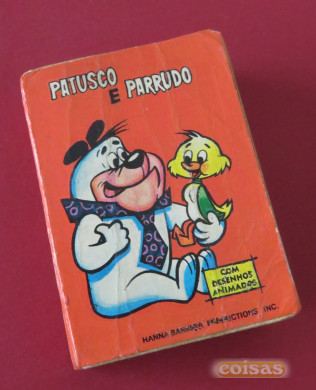 PATUSCO
E PARRUDO
COM
DESENHOS
ANIMADOS
HANNA BARBERA PRODUCTIONS, INC.
coisas